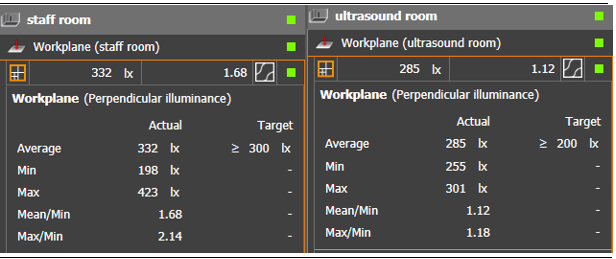 staff room
Workplane (staff room)
332 lx 1.68
Workplane (Perpendicular illuminance)
Actual Target
Average 332 lx ≥ 300 lx
Min 198 lx -
Max 423 lx -
Mean/Min 1.68 -
Max/Min 2.14 -
ultrasound room
Workplane (ultrasound room)
285 lx 1.12
Workplane (Perpendicular illuminance)
Actual Target
Average 285 lx ≥ 200 lx
Min 255 lx -
Max 301 lx -
Mean/Min 1.12 -
Max/Min 1.18 -